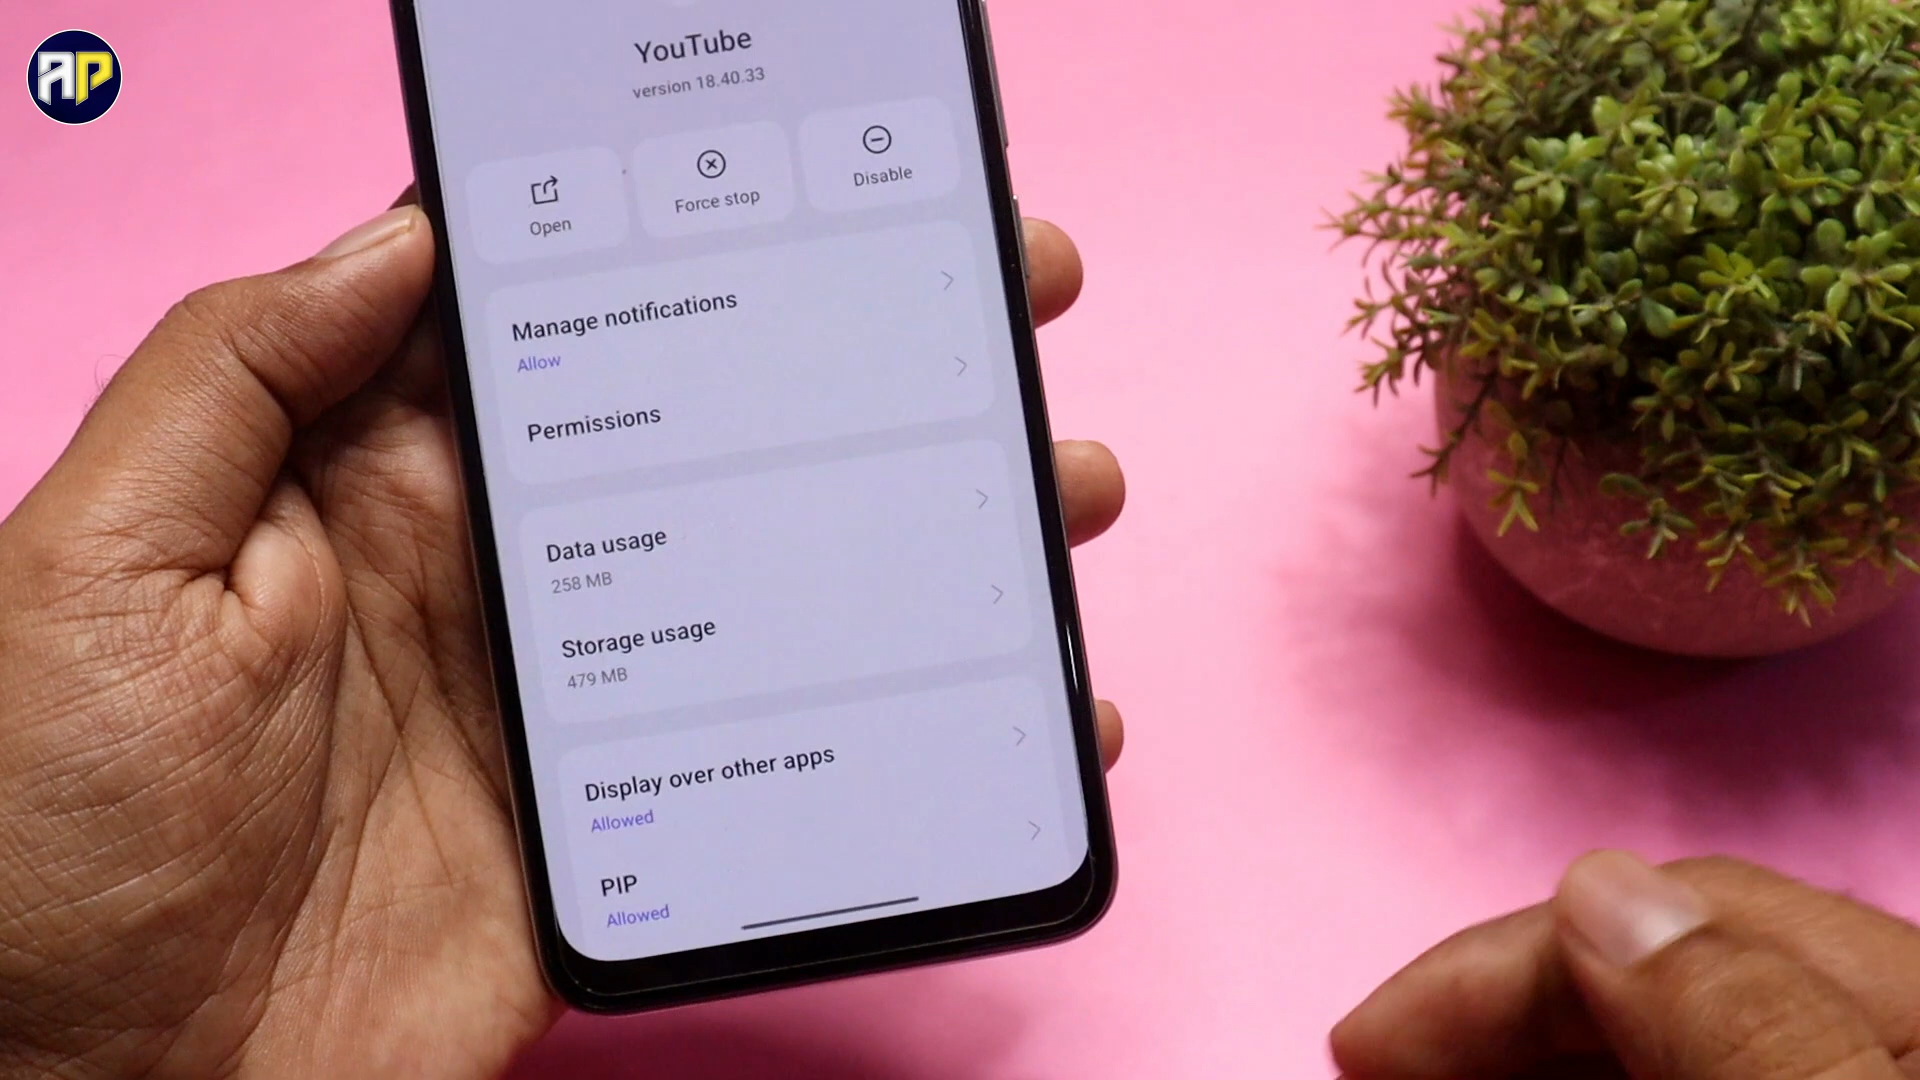 AP
YouTube
version 18.40.33
Open
Force stop
Disable
Manage notifications
Allow
Permissions
Data usage
258 MB
Storage usage
479 MB
Display over other apps
Allowed
PIP
Allowed